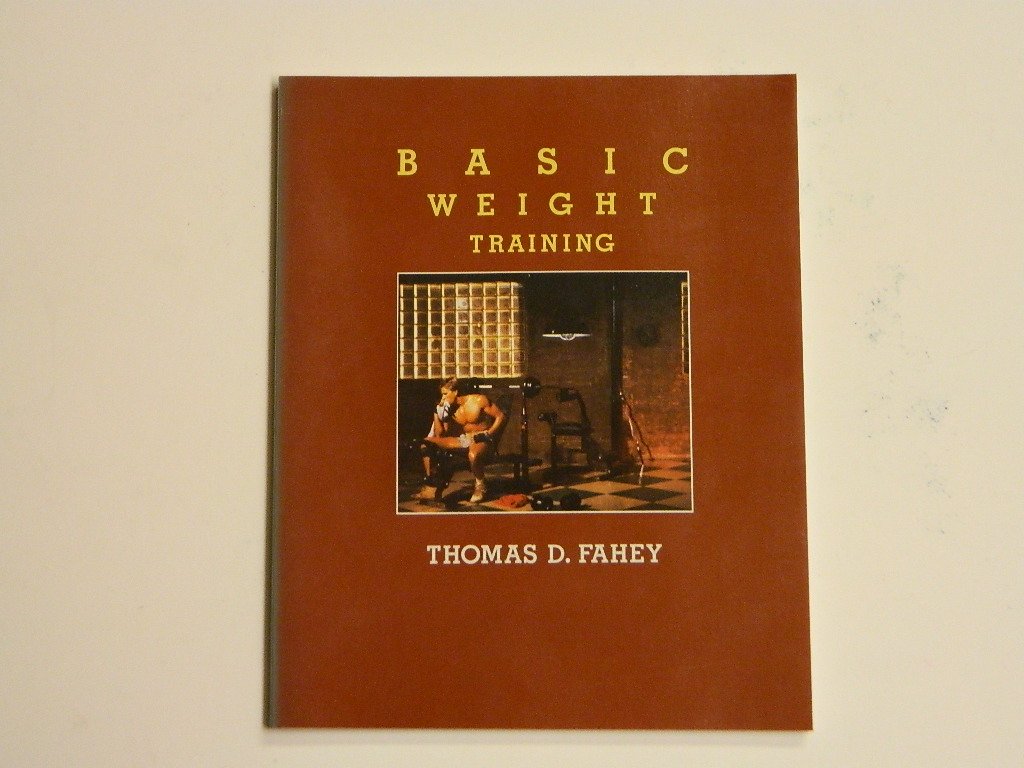 BASIC
WEIGHT
TRAINING
THOMAS D. FAHEY